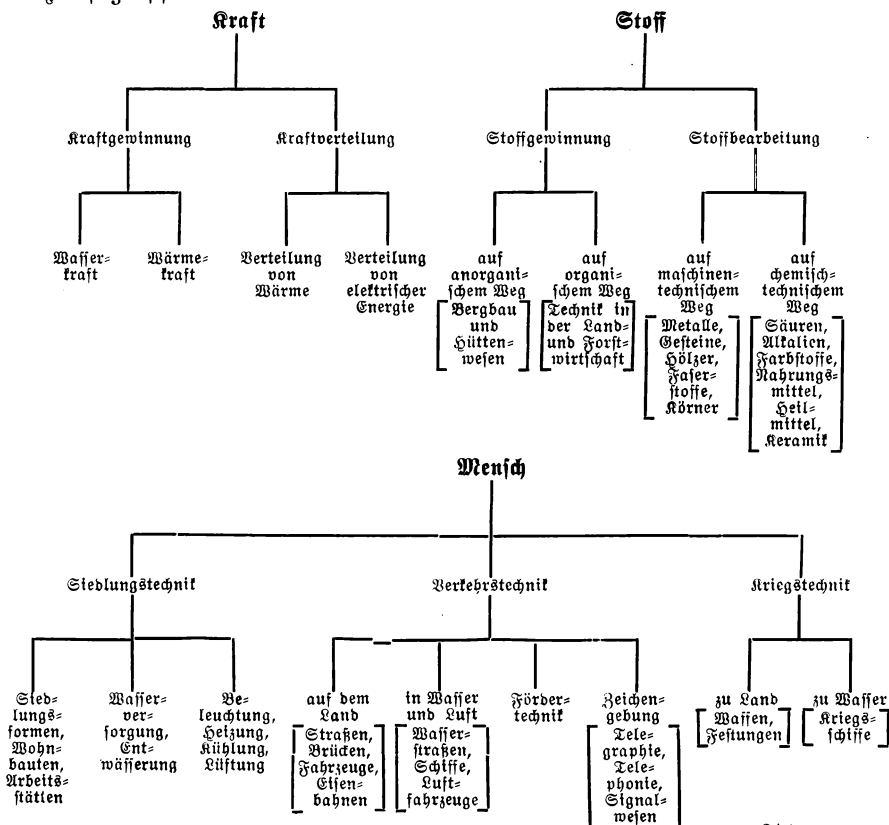 Kraft
Stoff
Kraftgewinnung
Kraftverteilung
Stoffgewinnung
Stoffbearbeitung
Wasser=
kraft
Wärme=
kraft
Verteilung
von
Wärme
Verteilung
von
elektrischer
Energie
auf
anorgani=
schem Weg
[Bergbau
und
Hütten=
wesen]
auf
organi=
schem Weg
[Technik in
der Land=
und Forst=
wirtschaft]
auf
maschinen=
technischem
Weg
[Metalle,
Gesteine,
Hölzer,
Faser=
stoffe,
Körner]
auf
chemisch=
technischem
Weg
[Säuren,
Alkalien,
Farbstoffe,
Nahrungs=
mittel,
Heil=
mittel,
Keramik]
Mensch
Siedlungstechnik
Verkehrstechnik
Kriegstechnik
Sied=
lungs=
formen,
Wohn=
bauten,
Arbeits=
stätten
Wasser=
ver=
sorgung,
Ent=
wässerung
Be=
leuchtung,
Heizung,
Kühlung,
Lüftung
auf dem
Land
[Straßen,
Brücken,
Fahrzeuge,
Eisen=
bahnen]
in Wasser
und Luft
[Wasser=
straßen,
Schiffe,
Luft=
fahrzeuge]
Förder=
technik
Zeichen=
gebung
[Tele=
graphie,
Tele=
phonie,
Signal=
wesen]
zu Land
[Waffen,
Festungen]
zu Wasser
[Kriegs=
schiffe]